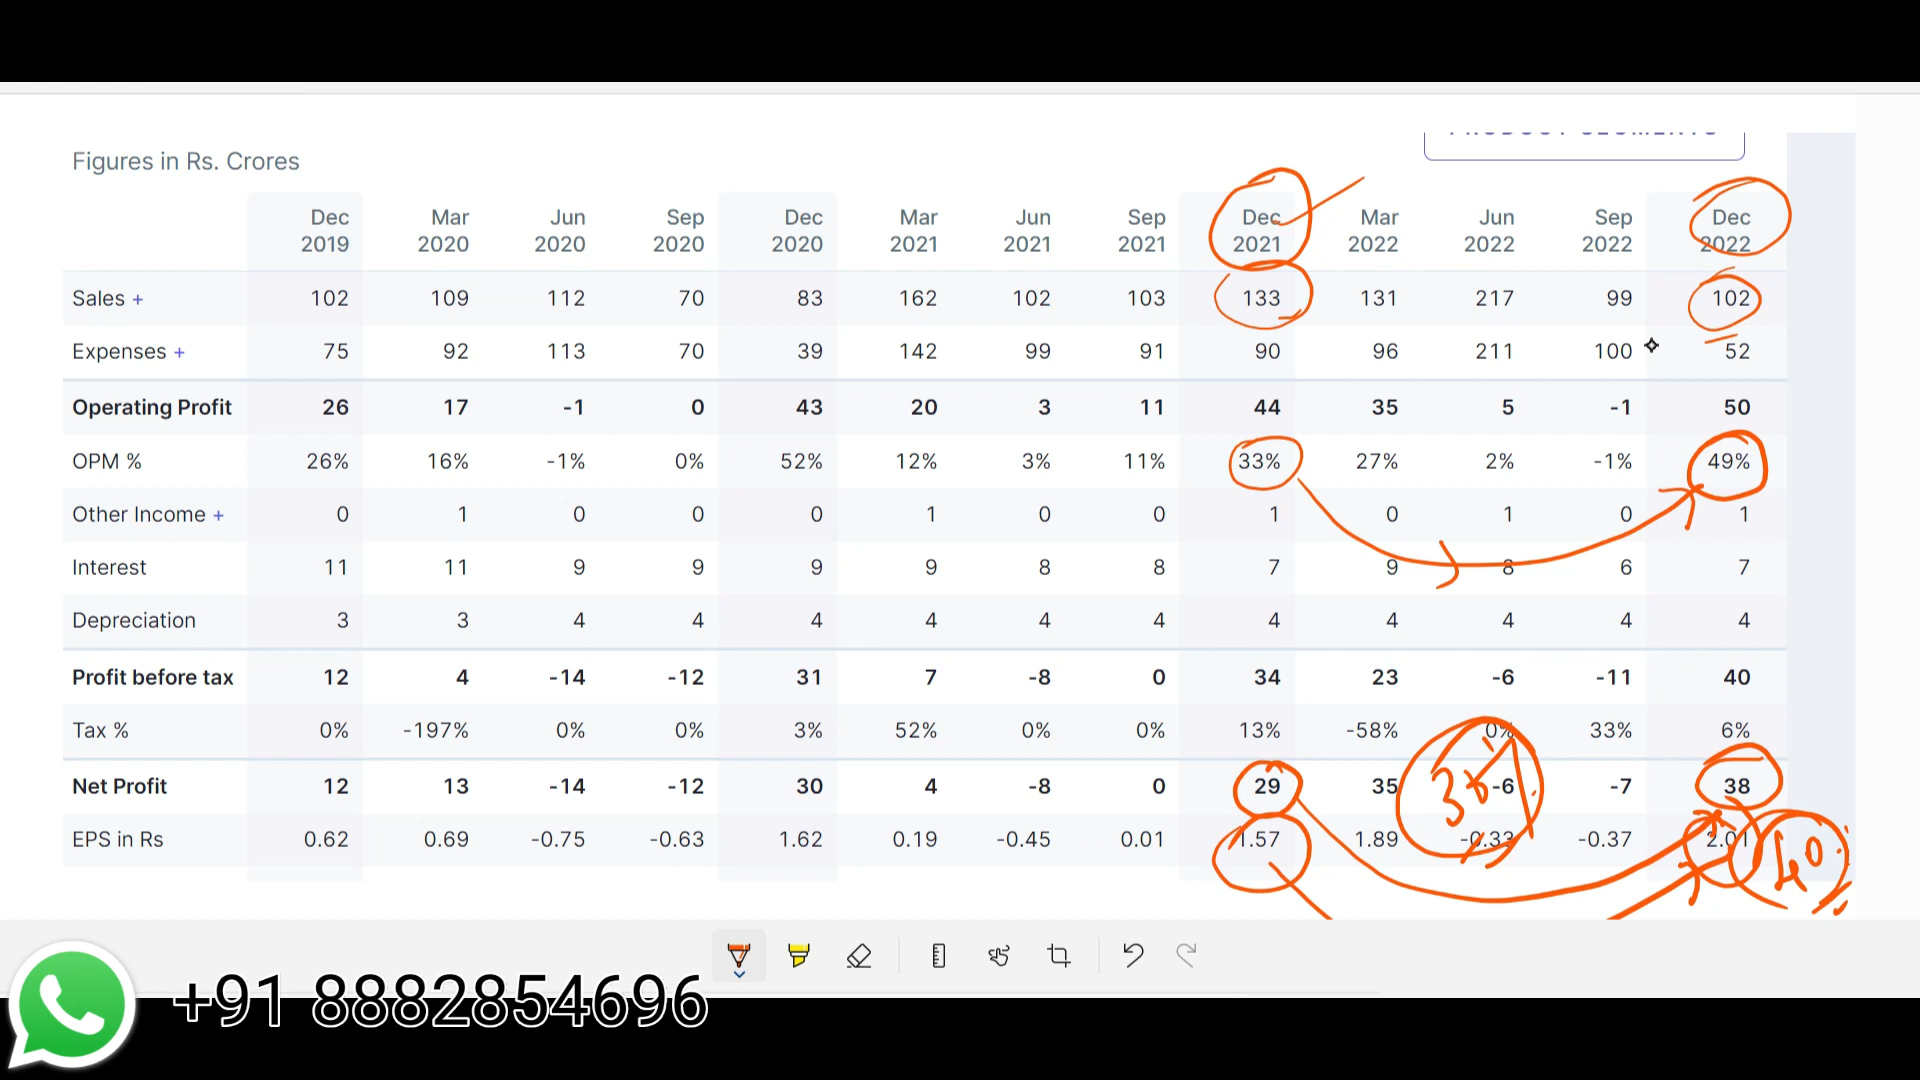 Figures in Rs. Crores
Dec 2019 Mar 2020 Jun 2020 Sep 2020 Dec 2020 Mar 2021 Jun 2021 Sep 2021 Dec 2021 Mar 2022 Jun 2022 Sep 2022 Dec 2022
Sales + 102 109 112 70 83 162 102 103 133 131 217 99 102
Expenses + 75 92 113 70 39 142 99 91 90 96 211 100 52
Operating Profit 26 17 -1 0 43 20 3 11 44 35 5 -1 50
OPM % 26% 16% -1% 0% 52% 12% 3% 11% 33% 27% 2% -1% 49%
Other Income + 0 1 0 0 0 1 0 0 1 0 1 0 1
Interest 11 11 9 9 9 9 8 8 7 9 8 6 7
Depreciation 3 3 4 4 4 4 4 4 4 4 4 4 4
Profit before tax 12 4 -14 -12 31 7 -8 0 34 23 -6 -11 40
Tax % 0% -197% 0% 0% 3% 52% 0% 0% 13% -58% 0% 33% 6%
Net Profit 12 13 -14 -12 30 4 -8 0 29 35 -6 -7 38
EPS in Rs 0.62 0.69 -0.75 -0.63 1.62 0.19 -0.45 0.01 1.57 1.89 -0.33 -0.37 2.01
40
+91 8882854696